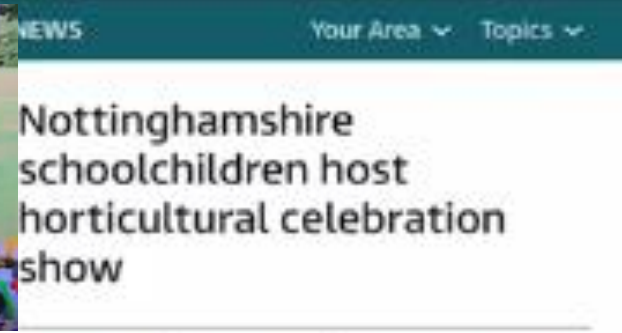 NEWS Your Area Topics
Nottinghamshire
schoolchildren host
horticultural celebration
show